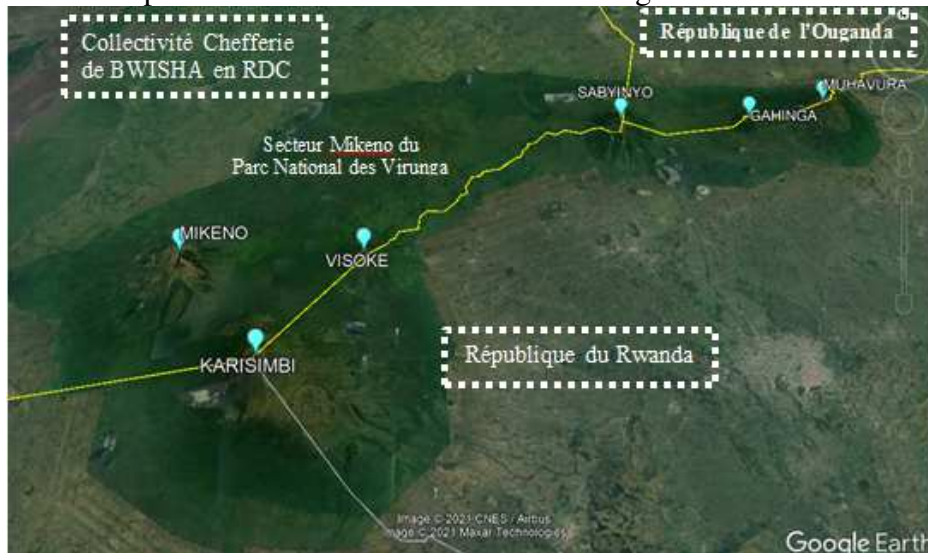 Collectivité Chefferie
de BWISHA en RDC
République de l'Ouganda
SABYINYO
MUHAVURA
GAHINGA
Secteur Mikeno du
Parc National des Virunga
MIKENO
VISOKE
KARISIMBI
République du Rwanda
Image © 2021 CNES / Airbus
Image © 2021 Maxar Technologies
Google Earth